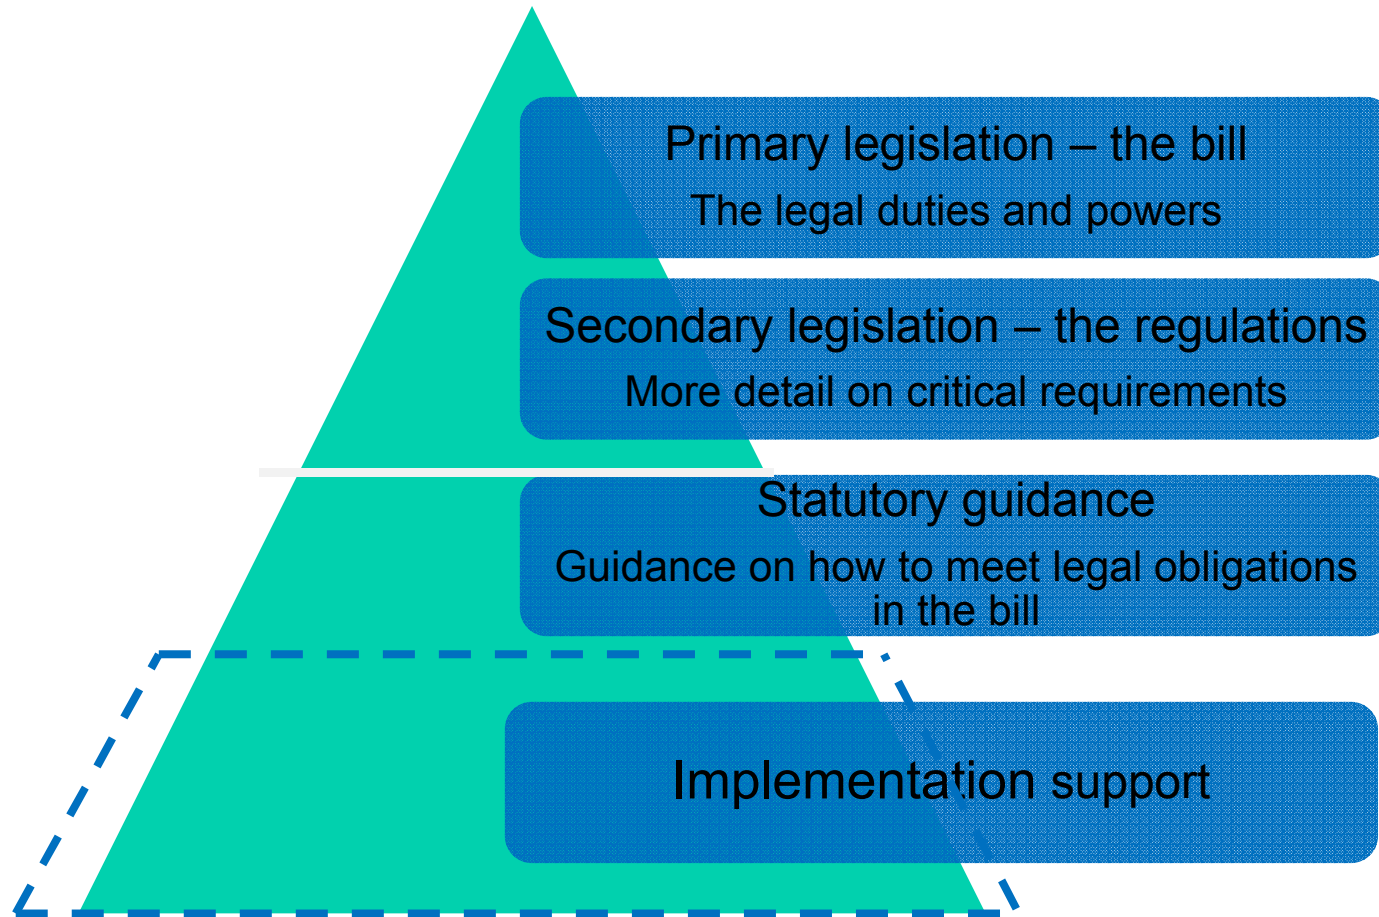 Primary legislation – the bill
The legal duties and powers
Secondary legislation – the regulations
More detail on critical requirements
Statutory guidance
Guidance on how to meet legal obligations
in the bill
Implementation support